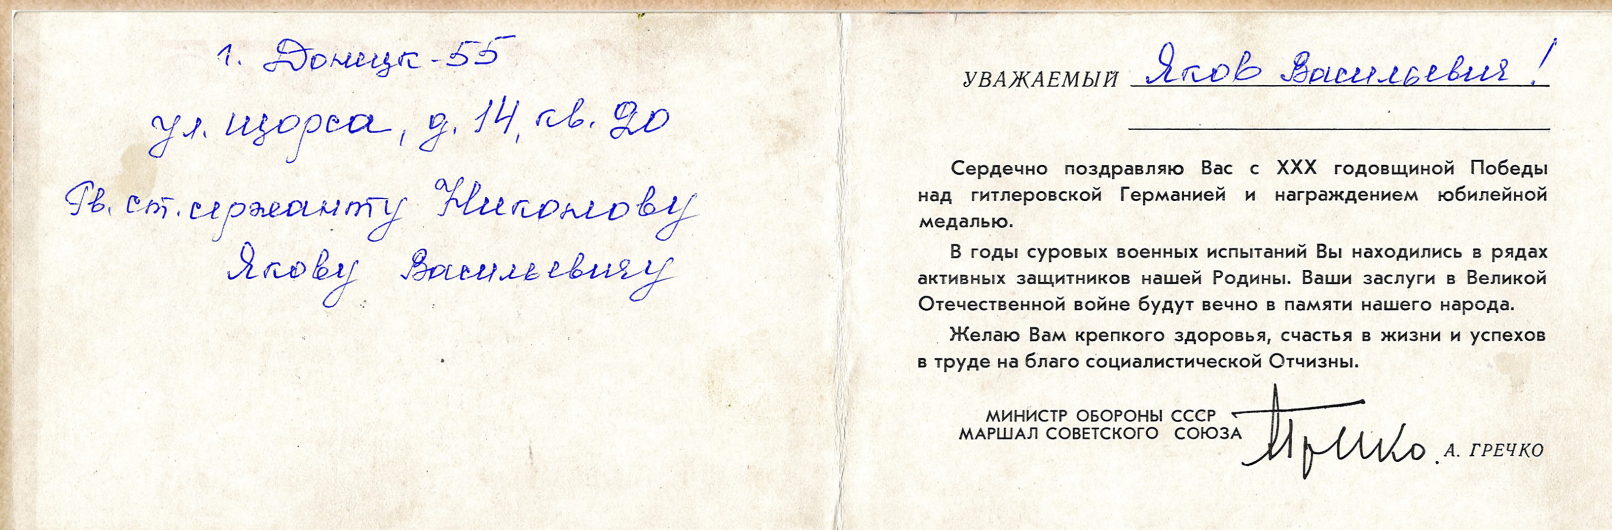 г. Донецк-55
ул. Щорса, д. 14, кв. 20
Гв. ст. сержанту Никонову
Якову Васильевичу
УВАЖАЕМЫЙ Яков Васильевич!
Сердечно поздравляю Вас с XXX годовщиной Победы
над гитлеровской Германией и награждением юбилейной
медалью.
В годы суровых военных испытаний Вы находились в рядах
активных защитников нашей Родины. Ваши заслуги в Великой
Отечественной войне будут вечно в памяти нашего народа.
Желаю Вам крепкого здоровья, счастья в жизни и успехов
в труде на благо социалистической Отчизны.
МИНИСТР ОБОРОНЫ СССР
МАРШАЛ СОВЕТСКОГО СОЮЗА Гречко. А. ГРЕЧКО